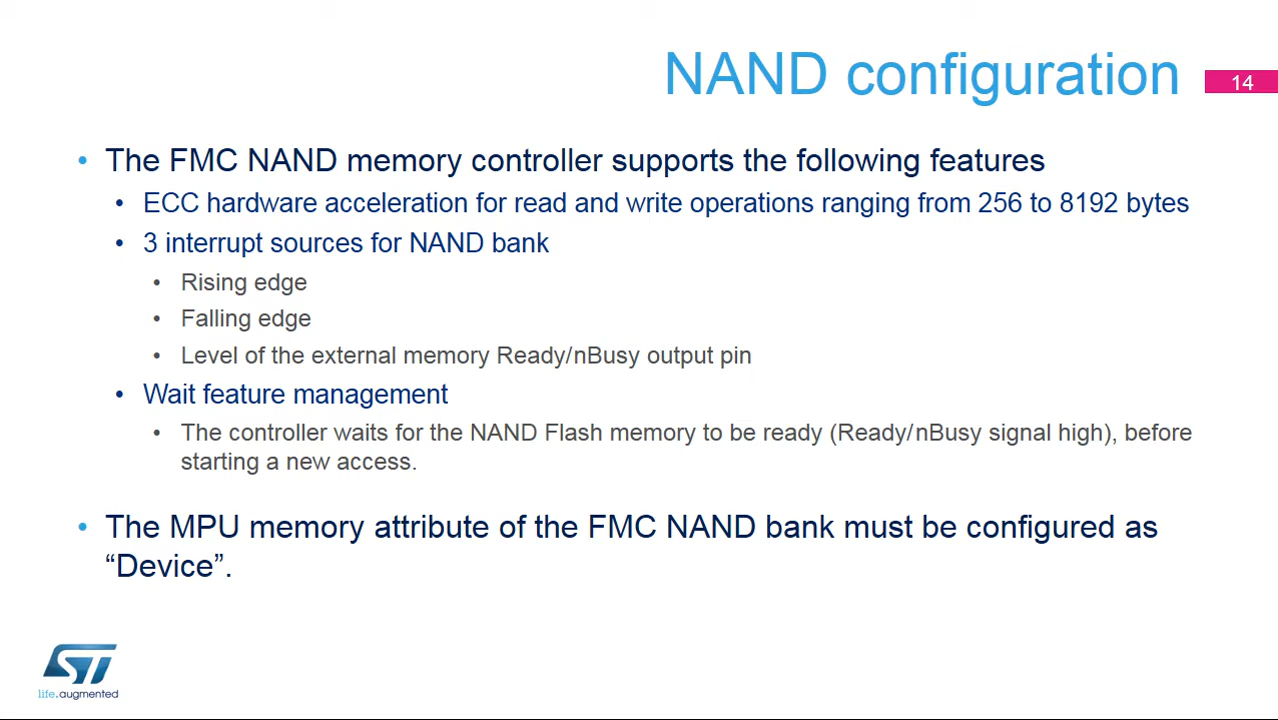 NAND configuration
14
• The FMC NAND memory controller supports the following features
• ECC hardware acceleration for read and write operations ranging from 256 to 8192 bytes
• 3 interrupt sources for NAND bank
• Rising edge
• Falling edge
• Level of the external memory Ready/nBusy output pin
• Wait feature management
• The controller waits for the NAND Flash memory to be ready (Ready/nBusy signal high), before
starting a new access.
• The MPU memory attribute of the FMC NAND bank must be configured as
“Device”.
ST
life.augmented